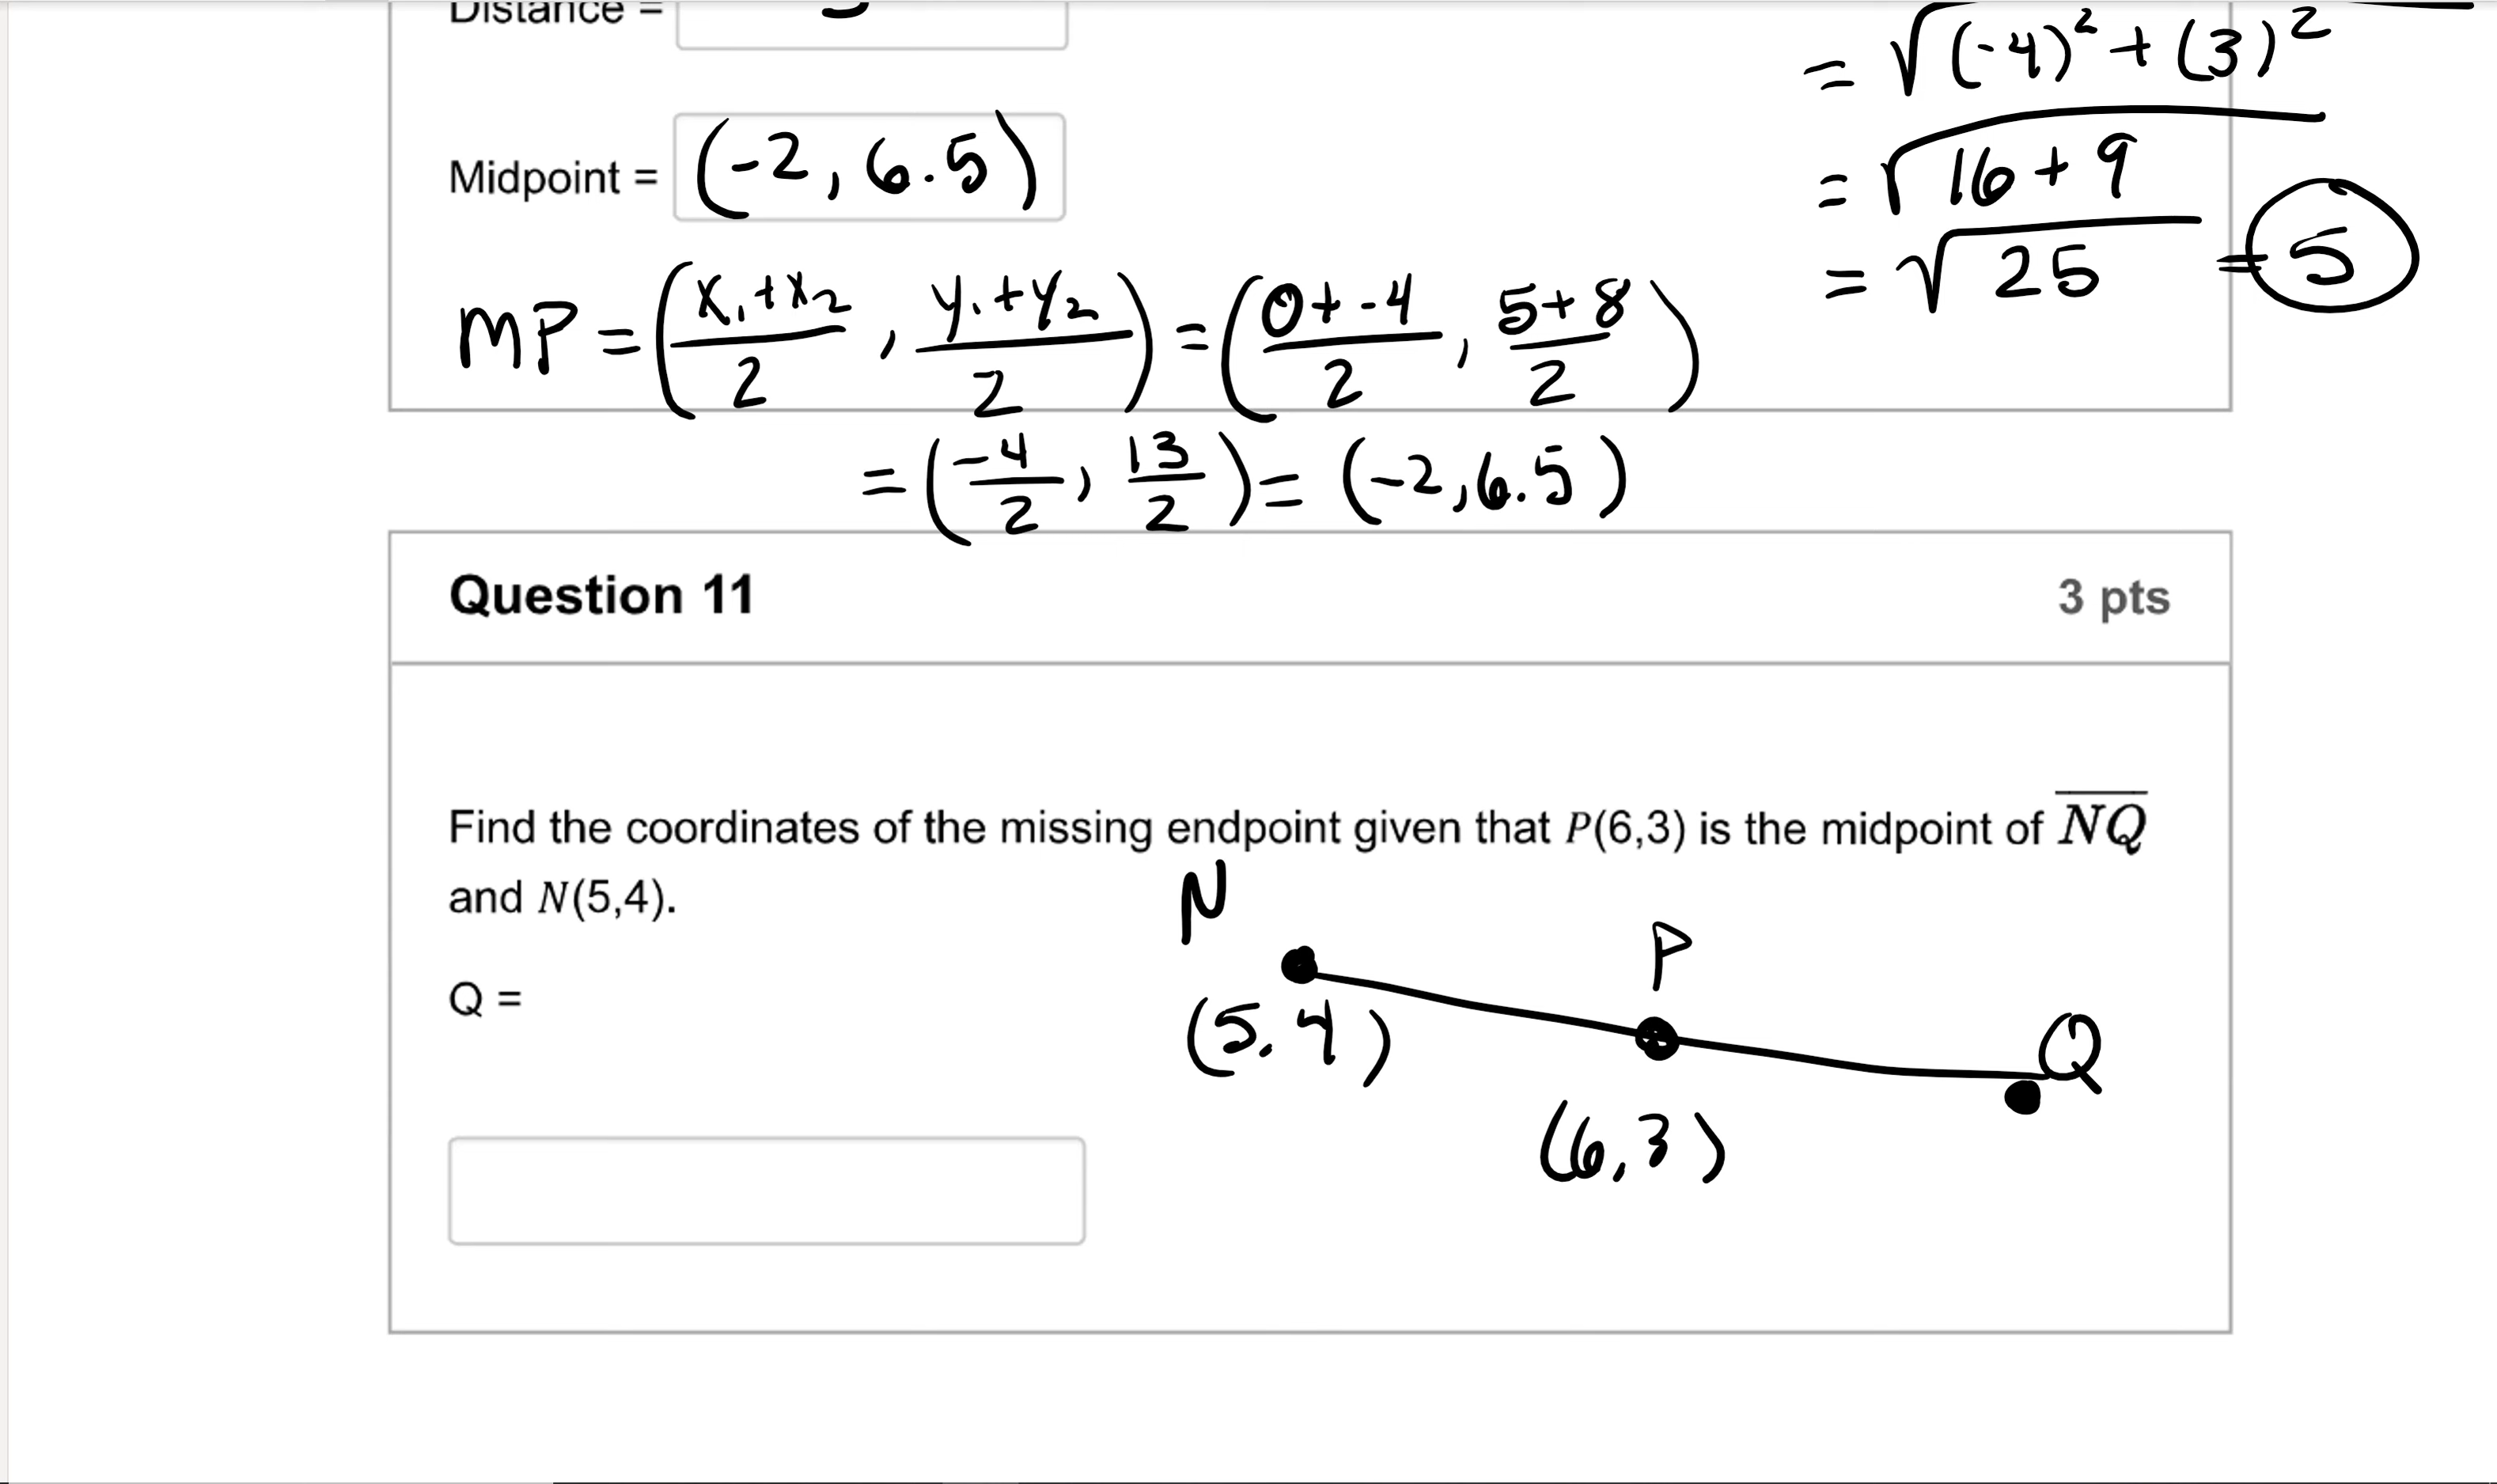 Distance =
= √(-4)² + (3)²
Midpoint = (-2, 6.5)
= √16 + 9
= √25 = 5
MP = (x₁+x₂/2, y₁+y₂/2) = (0+-4/2, 5+8/2)
= (-4/2, 13/2) = (-2, 6.5)
Question 11 3 pts
Find the coordinates of the missing endpoint given that P(6,3) is the midpoint of N̅Q̅
and N(5,4).
N
P
Q =
(5,4)
Q
(6,3)